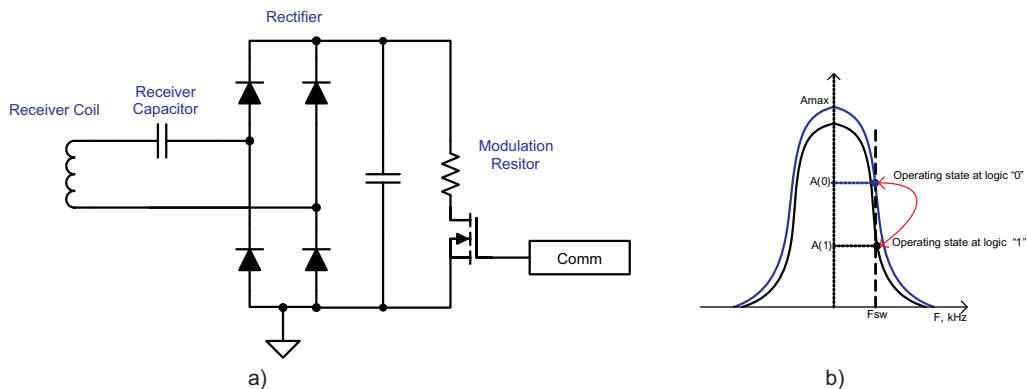 Rectifier
Receiver
Capacitor
Receiver Coil
Modulation
Resitor
Comm
a)
Amax
A(0)
Operating state at logic “0”
A(1)
Operating state at logic “1”
Fsw
F, kHz
b)